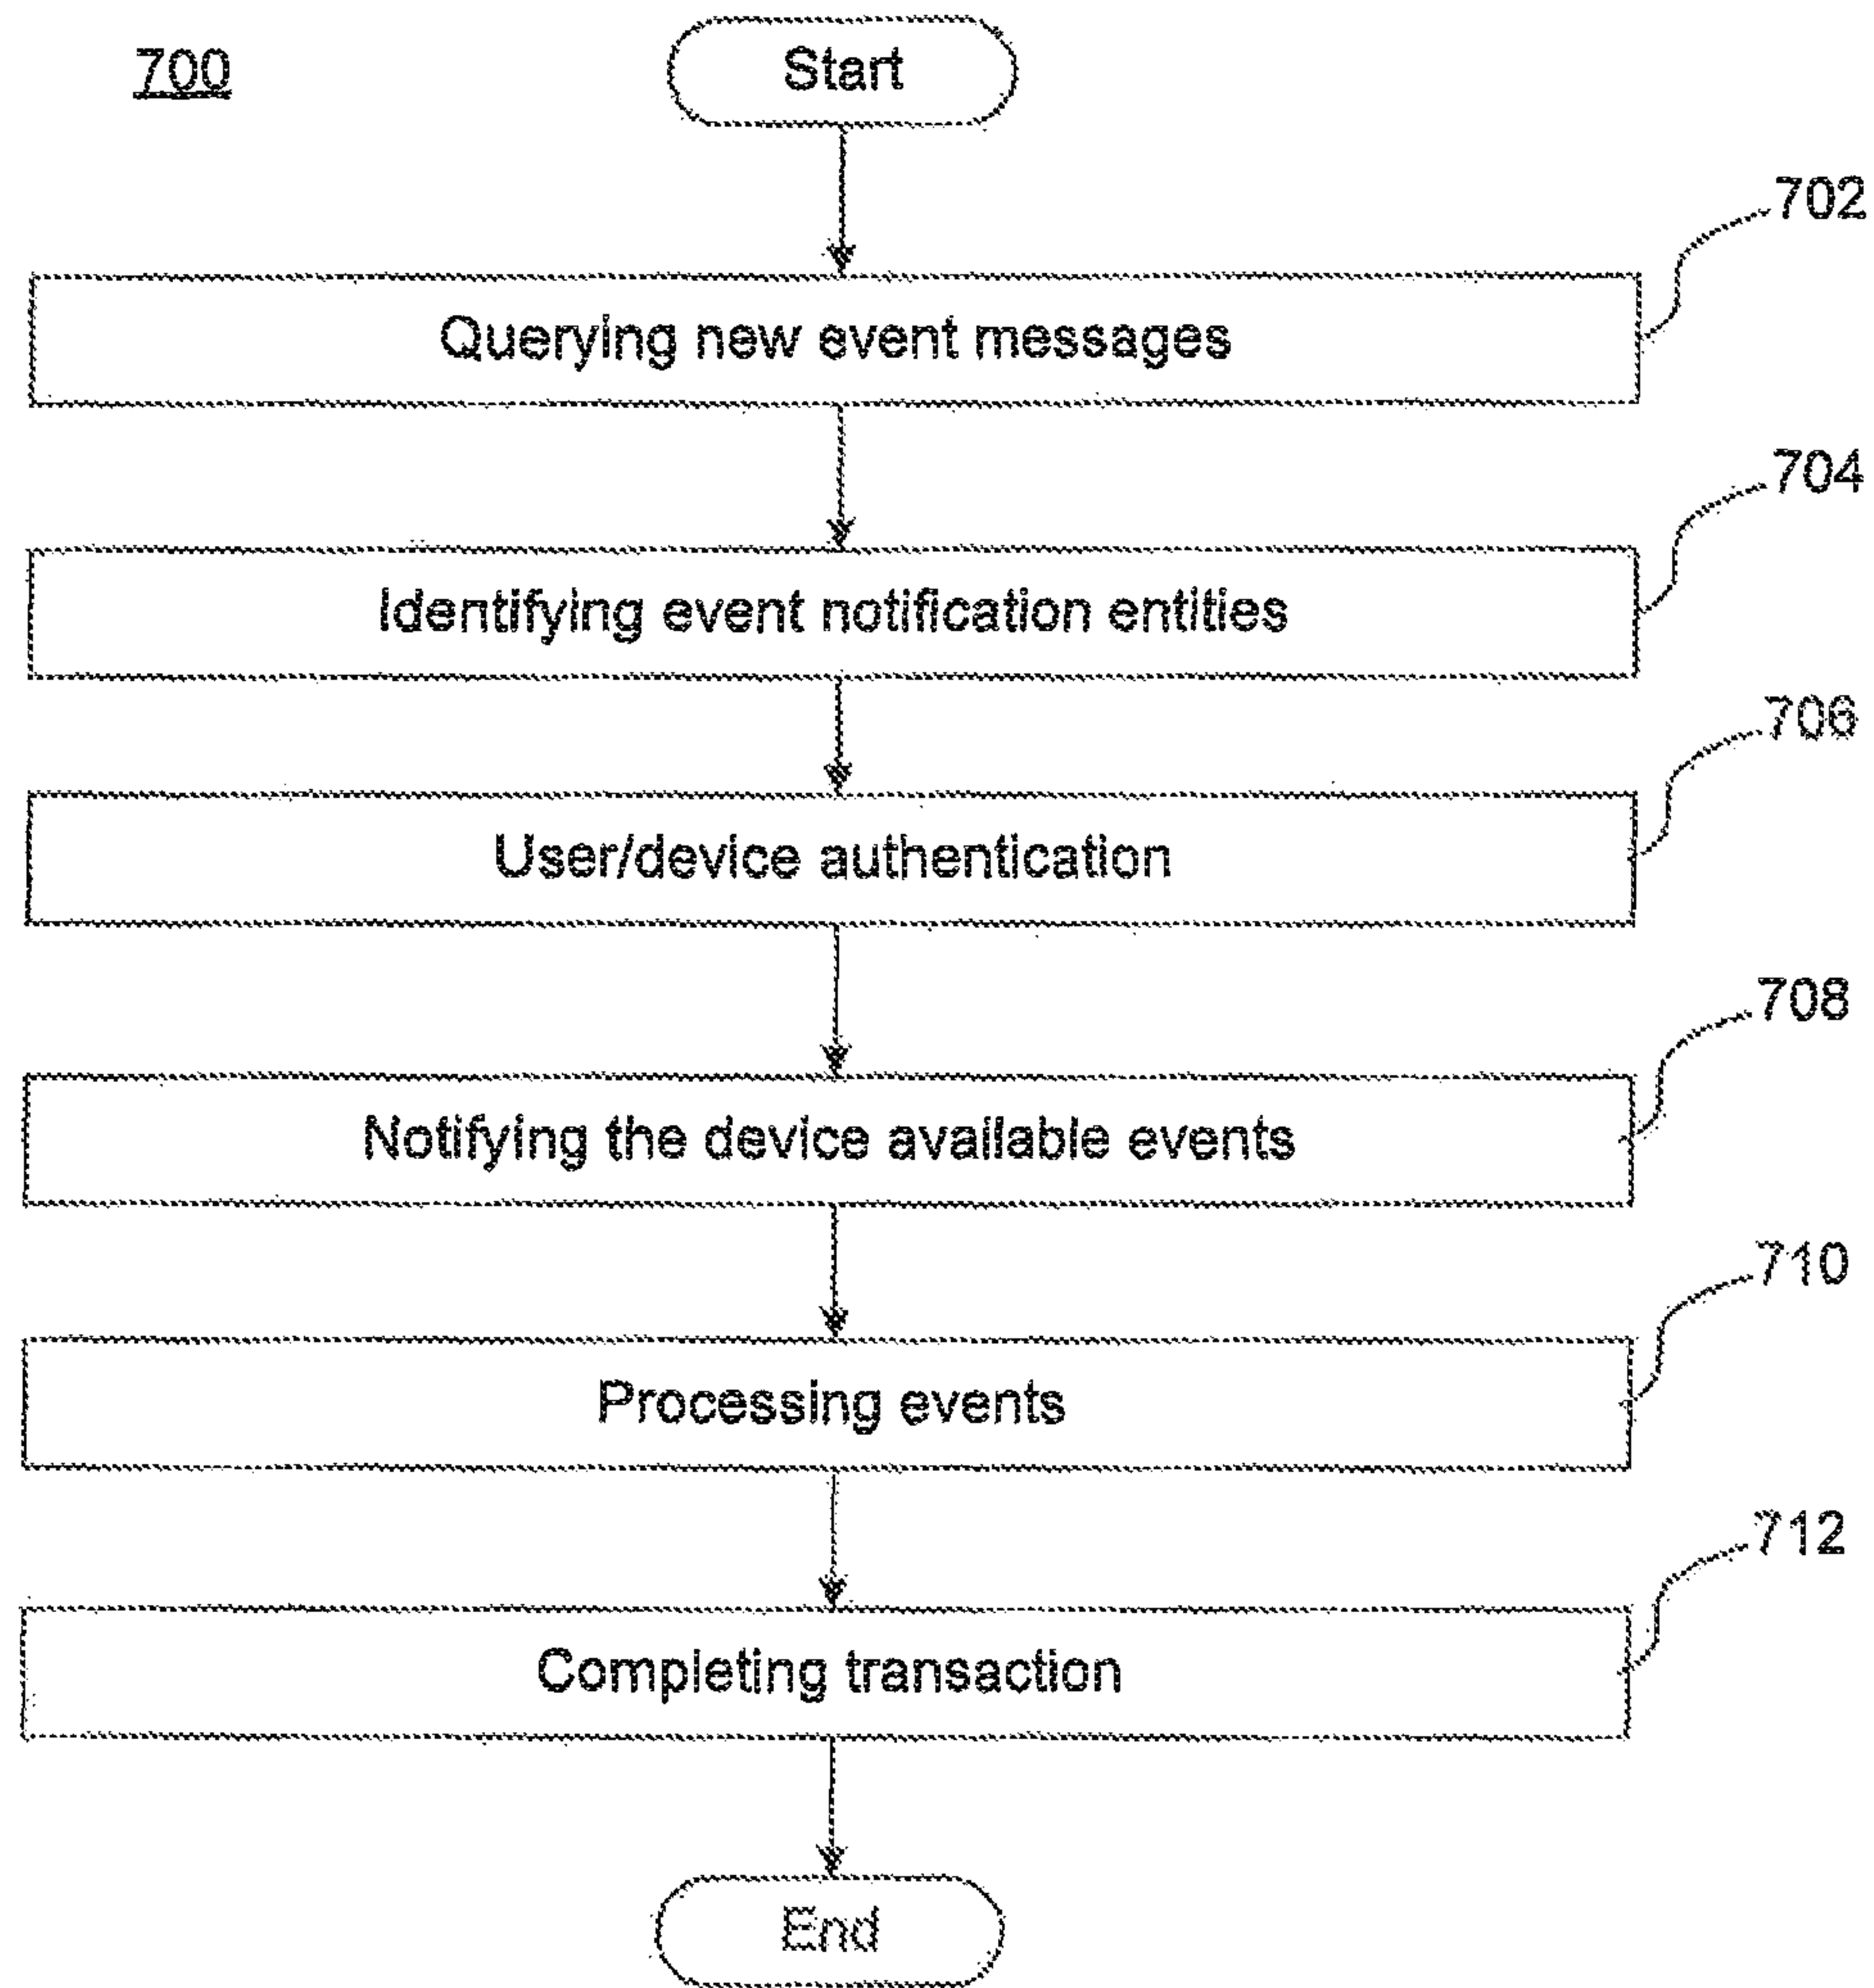 700
Start
702
Querying new event messages
704
Identifying event notification entities
706
User/device authentication
708
Notifying the device available events
710
Processing events
712
Completing transaction
End